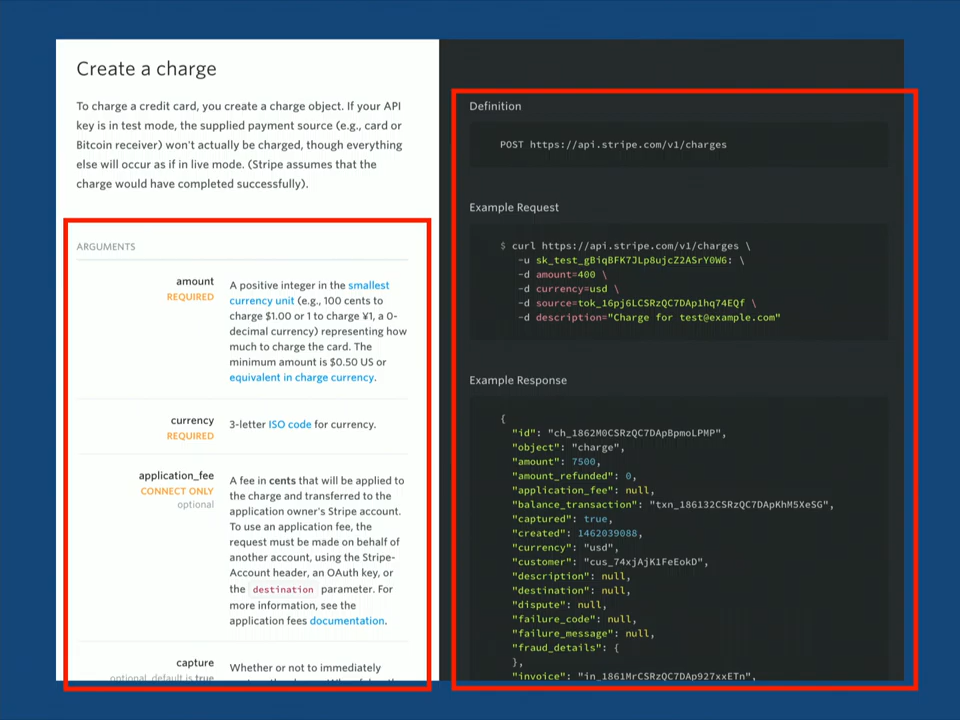 Create a charge
To charge a credit card, you create a charge object. If your API
key is in test mode, the supplied payment source (e.g., card or
Bitcoin receiver) won't actually be charged, though everything
else will occur as if in live mode. (Stripe assumes that the
charge would have completed successfully).
ARGUMENTS
amount
REQUIRED
A positive integer in the smallest
currency unit (e.g., 100 cents to
charge $1.00 or 1 to charge ¥1, a 0-
decimal currency) representing how
much to charge the card. The
minimum amount is $0.50 US or
equivalent in charge currency.
currency
REQUIRED
3-letter ISO code for currency.
application_fee
CONNECT ONLY
optional
A fee in cents that will be applied to
the charge and transferred to the
application owner's Stripe account.
To use an application fee, the
request must be made on behalf of
another account, using the Stripe-
Account header, an OAuth key, or
the destination parameter. For
more information, see the
application fees documentation.
capture
optional, default is true
Whether or not to immediately
Definition
POST https://api.stripe.com/v1/charges
Example Request
$ curl https://api.stripe.com/v1/charges \
-u sk_test_gBiqBFK7JLp8ujcZ2ASrY0W6: \
-d amount=400 \
-d currency=usd \
-d source=tok_16pj6LCSRzQC7DAp1hq74EQf \
-d description="Charge for test@example.com"
Example Response
{
"id": "ch_1862M0CSRzQC7DApBpmoLPMP",
"object": "charge",
"amount": 7500,
"amount_refunded": 0,
"application_fee": null,
"balance_transaction": "txn_186132CSRzQC7DApKhM5XeSG",
"captured": true,
"created": 1462039088,
"currency": "usd",
"customer": "cus_74xjAjK1FeEokD",
"description": null,
"destination": null,
"dispute": null,
"failure_code": null,
"failure_message": null,
"fraud_details": {
},
"invoice": "in_1861MrCSRzQC7DAp927xxETn",